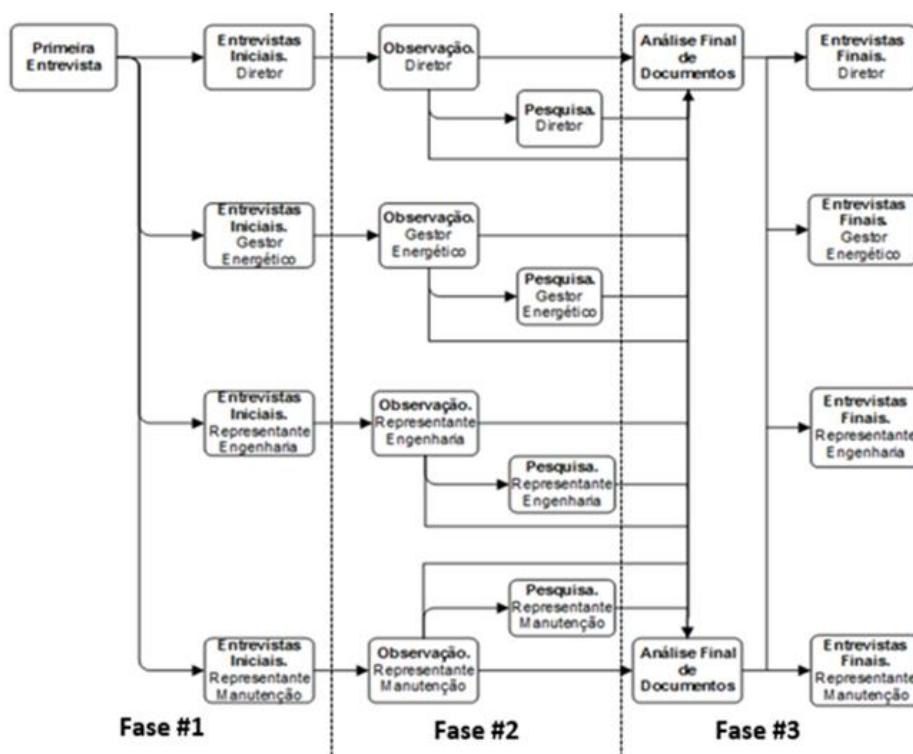 Primeira
Entrevista
Entrevistas
Iniciais.
Diretor
Observação.
Diretor
Análise Final
de
Documentos
Entrevistas
Finais.
Diretor
Pesquisa.
Diretor
Entrevistas
Iniciais.
Gestor
Energético
Observação.
Gestor
Energético
Entrevistas
Finais.
Gestor
Energético
Pesquisa.
Gestor
Energético
Entrevistas
Iniciais.
Representante
Engenharia
Observação.
Representante
Engenharia
Entrevistas
Finais.
Representante
Engenharia
Pesquisa.
Representante
Engenharia
Pesquisa.
Representante
Manutenção
Entrevistas
Iniciais.
Representante
Manutenção
Observação.
Representante
Manutenção
Análise Final
de
Documentos
Entrevistas
Finais.
Representante
Manutenção
Fase #1
Fase #2
Fase #3